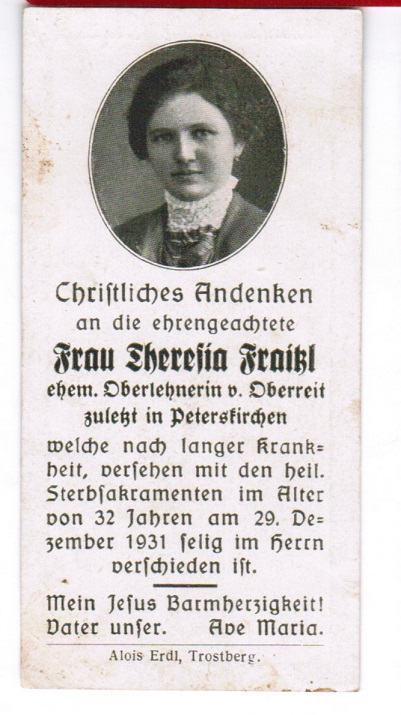 Christliches Andenken
an die ehrengeachtete
Frau Theresia Fraitzl
ehem. Oberlehnerin v. Oberreit
zuletzt in Peterskirchen
welche nach langer Krank=
heit, versehen mit den heil.
Sterbsakramenten im Alter
von 32 Jahren am 29. De=
zember 1931 selig im Herrn
verschieden ist.
Mein Jesus Barmherzigkeit!
Vater unser. Ave Maria.
Alois Erdl, Trostberg.